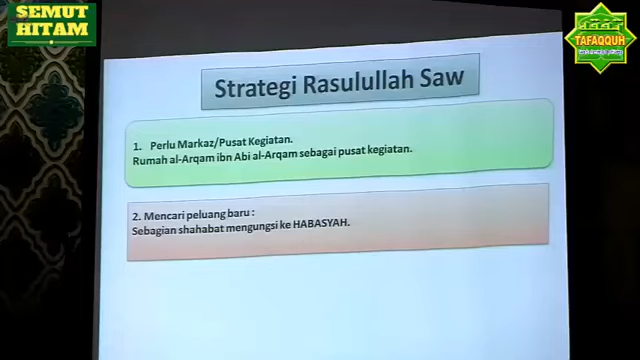 SEMUT
HITAM
TAFAQQUH
Strategi Rasulullah Saw
1. Perlu Markaz/Pusat Kegiatan.
Rumah al-Arqam ibn Abi al-Arqam sebagai pusat kegiatan.
2. Mencari peluang baru :
Sebagian shahabat mengungsi ke HABASYAH.